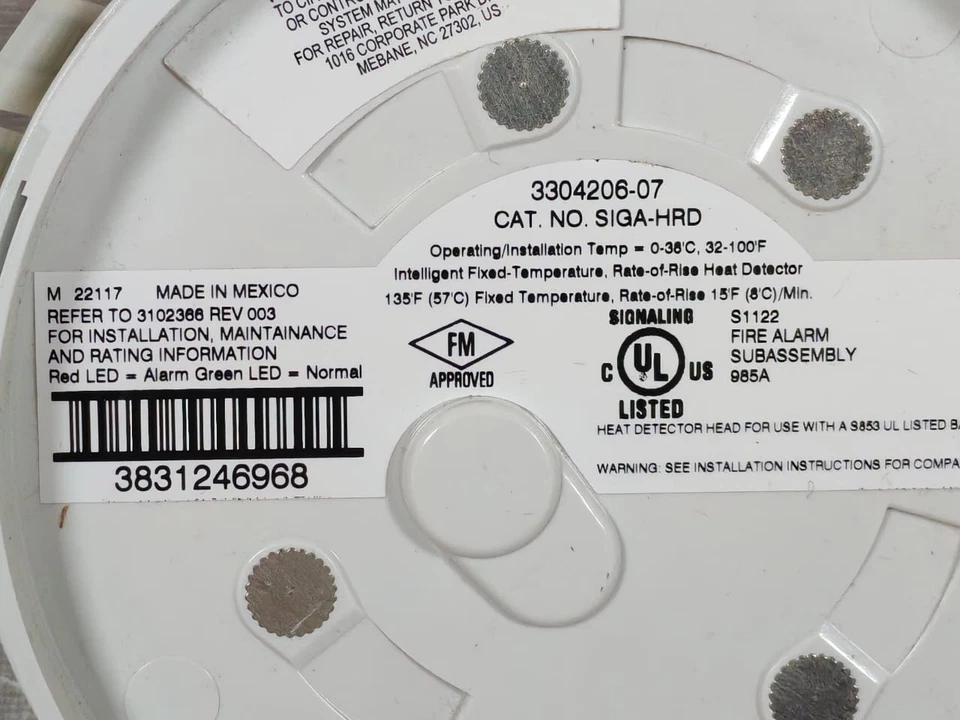 TO
OR CONTRO
SYSTEM MA
FOR REPAIR, RETURN
1016 CORPORATE PARK
MEBANE, NC 27302, US
3304206-07
CAT. NO. SIGA-HRD
Operating/Installation Temp = 0-38'C, 32-100'F
Intelligent Fixed-Temperature, Rate-of-Rise Heat Detector
135'F (57'C) Fixed Temperature, Rate-of-Rise 15'F (8'C)/Min.
M 22117 MADE IN MEXICO
REFER TO 3102366 REV 003
FOR INSTALLATION, MAINTAINANCE
AND RATING INFORMATION
Red LED = Alarm Green LED = Normal
3831246968
FM
APPROVED
SIGNALING
C UL US
LISTED
S1122
FIRE ALARM
SUBASSEMBLY
985A
HEAT DETECTOR HEAD FOR USE WITH A S853 UL LISTED BA
WARNING: SEE INSTALLATION INSTRUCTIONS FOR COMPA